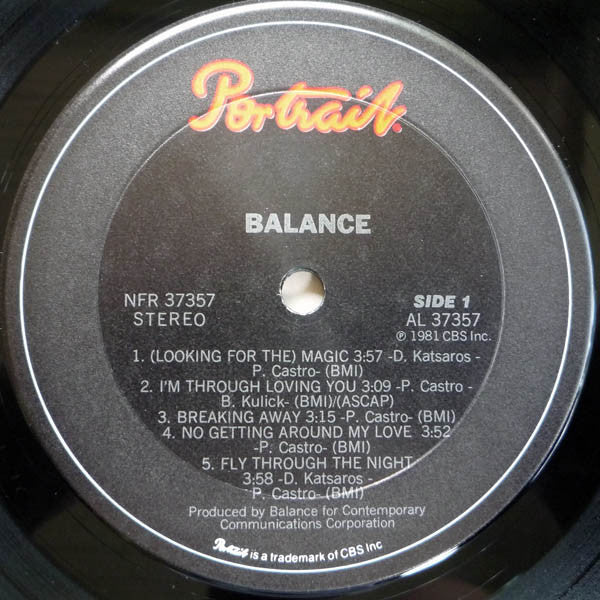 Portrait.
BALANCE
NFR 37357
STEREO
SIDE 1
AL 37357
℗ 1981 CBS Inc.
1. (LOOKING FOR THE) MAGIC 3:57 -D. Katsaros -
P. Castro- (BMI)
2. I'M THROUGH LOVING YOU 3:09 -P. Castro -
B. Kulick- (BMI)/(ASCAP)
3. BREAKING AWAY 3:15 -P. Castro- (BMI)
4. NO GETTING AROUND MY LOVE 3:52
-P. Castro- (BMI)
5. FLY THROUGH THE NIGHT
3:58 -D. Katsaros -
P. Castro- (BMI)
Produced by Balance for Contemporary
Communications Corporation
Portrait is a trademark of CBS Inc